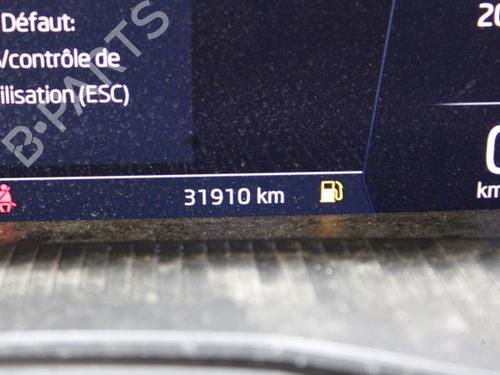 Défaut:
/contrôle de
ilisation (ESC)
B-PARTS
20
0
km/
31910 km